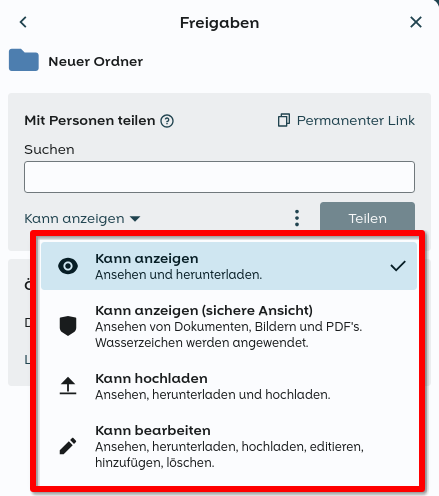 Freigaben
Neuer Ordner
Mit Personen teilen
Permanenter Link
Suchen
Kann anzeigen
Teilen
Kann anzeigen
Ansehen und herunterladen.
Kann anzeigen (sichere Ansicht)
Ansehen von Dokumenten, Bildern und PDF's.
Wasserzeichen werden angewendet.
Kann hochladen
Ansehen, herunterladen und hochladen.
Kann bearbeiten
Ansehen, herunterladen, hochladen, editieren,
hinzufügen, löschen.